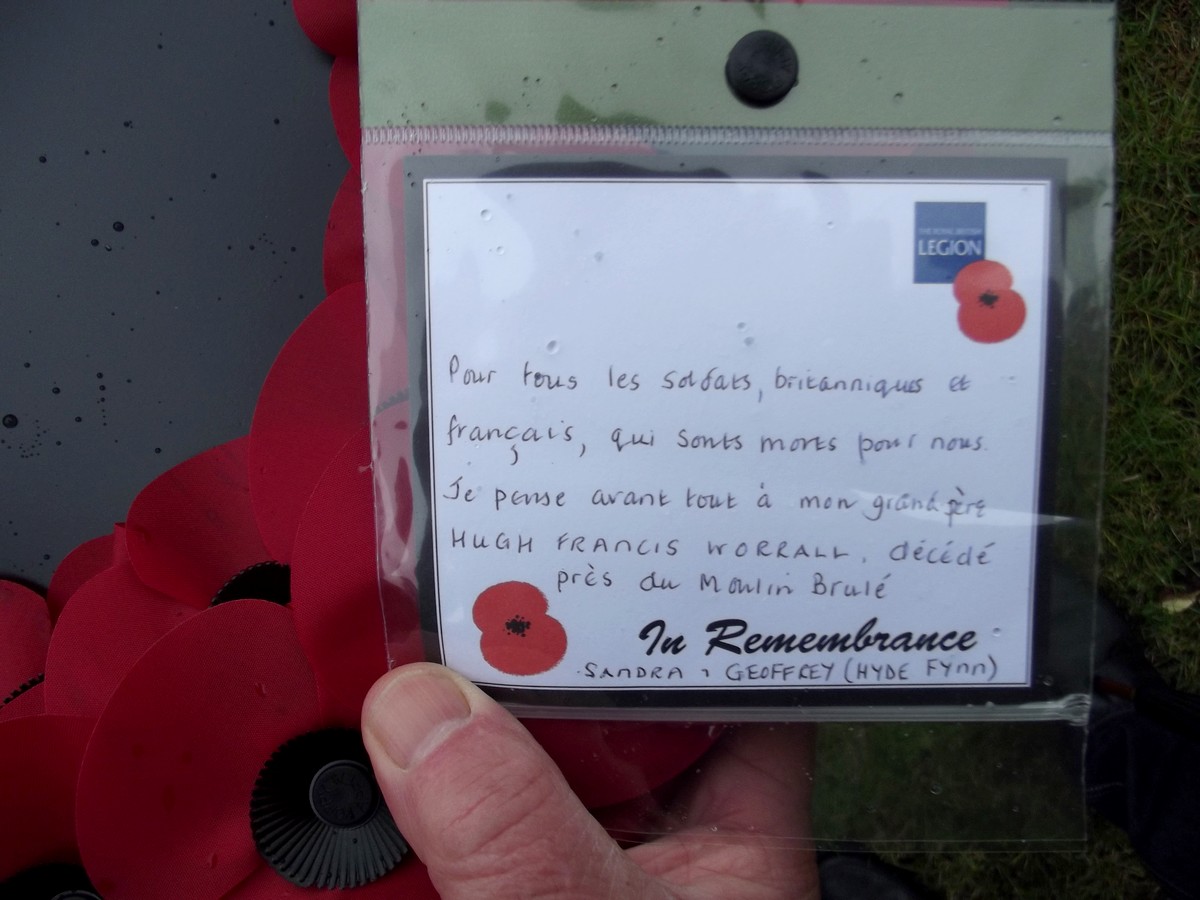 THE ROYAL BRITISH
LEGION
Pour tous les soldats, britanniques et
français, qui sonts morts pour nous.
Je pense avant tout à mon grand père
HUGH FRANCIS WORRALL, décédé
près du Moulin Brulé
In Remembrance
SANDRA & GEOFFREY (HYDE FYNN)